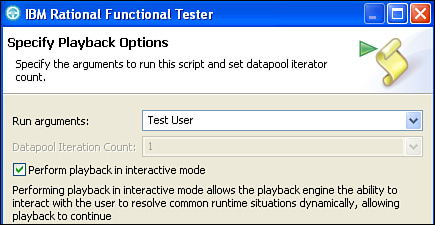 IBM Rational Functional Tester
Specify Playback Options
Specify the arguments to run this script and set datapool iterator
count.
Run arguments: Test User
Datapool Iteration Count: 1
Perform playback in interactive mode
Performing playback in interactive mode allows the playback engine the ability to
interact with the user to resolve common runtime situations dynamically, allowing
playback to continue